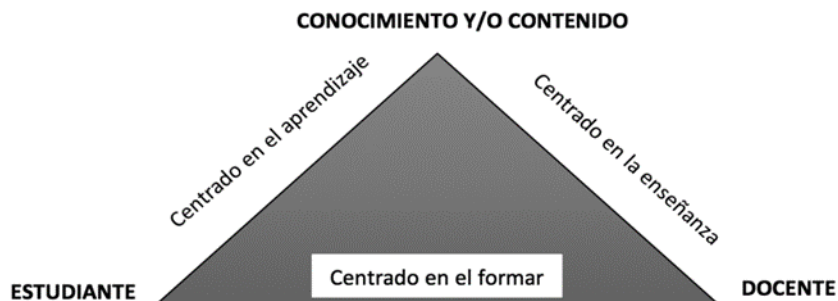 CONOCIMIENTO Y/O CONTENIDO
Centrado en el aprendizaje
Centrado en la enseñanza
Centrado en el formar
ESTUDIANTE
DOCENTE